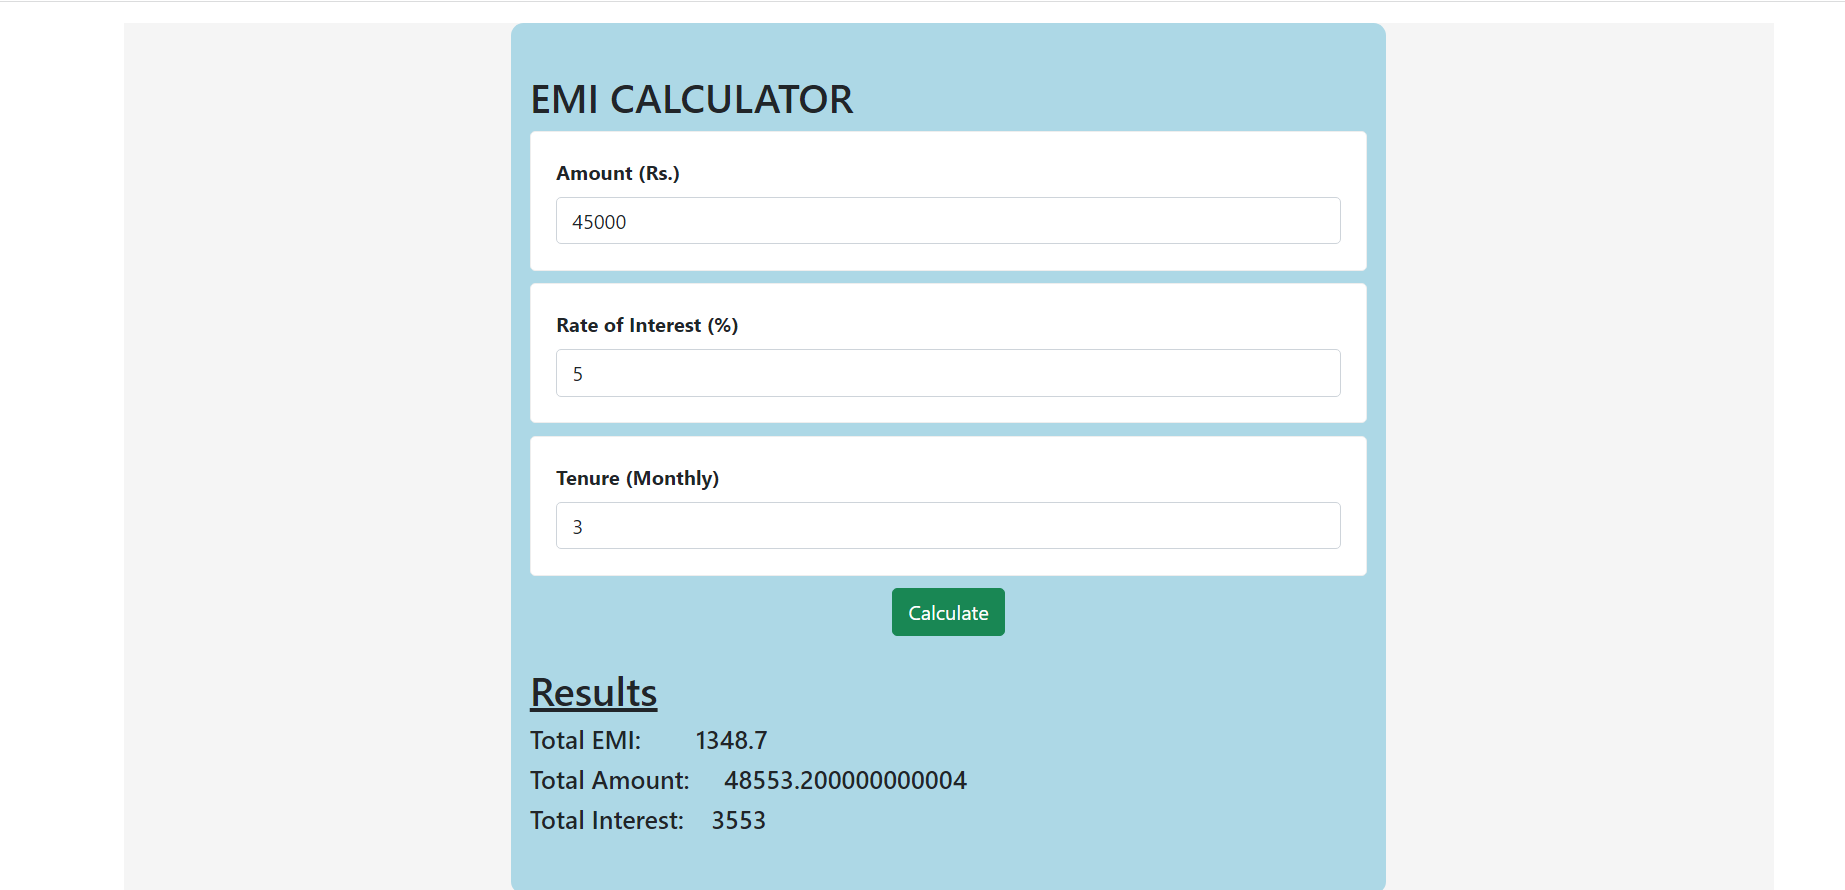 EMI CALCULATOR
Amount (Rs.)
45000
Rate of Interest (%)
5
Tenure (Monthly)
3
Calculate
Results
Total EMI: 1348.7
Total Amount: 48553.200000000004
Total Interest: 3553